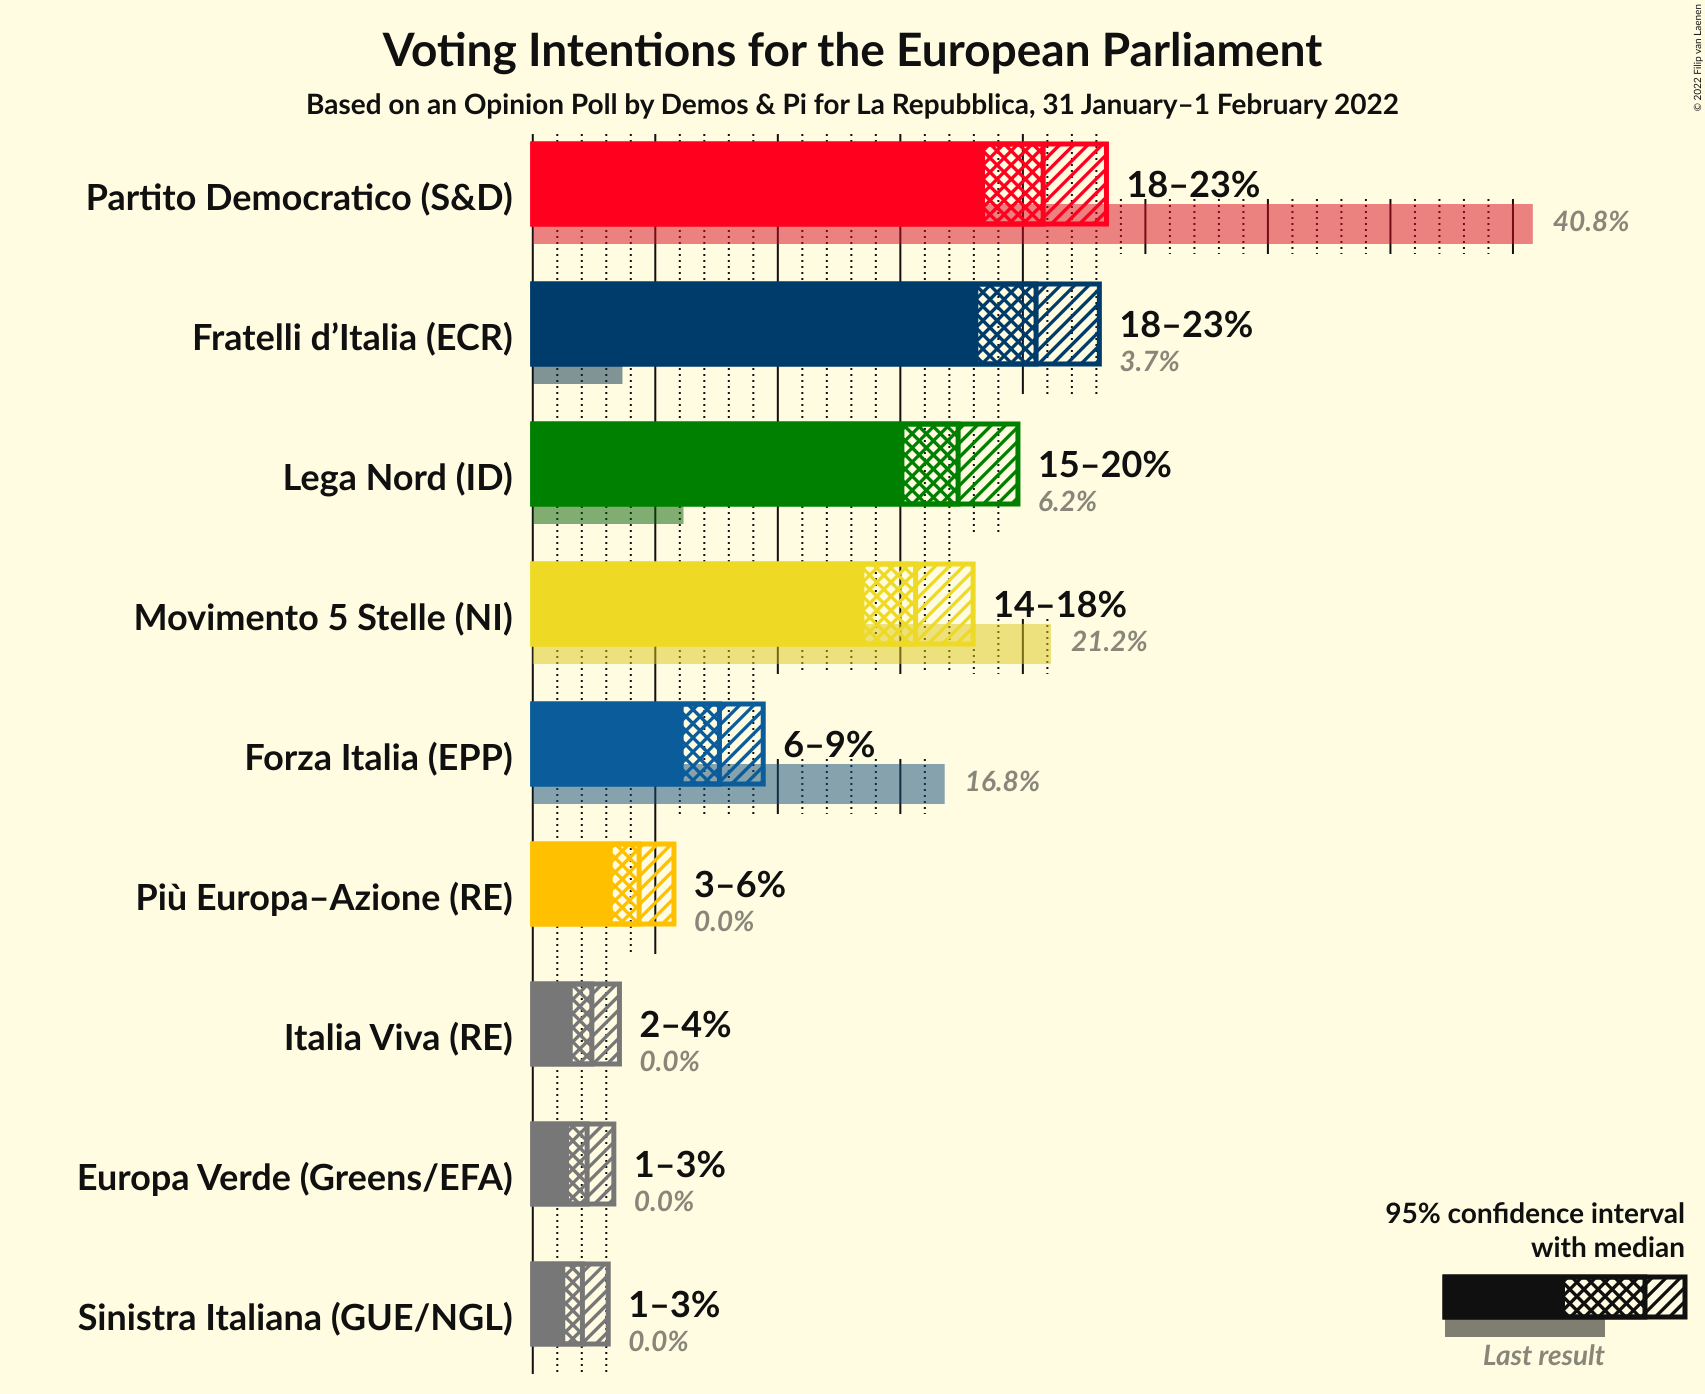 Voting Intentions for the European Parliament
Based on an Opinion Poll by Demos & Pi for La Repubblica, 31 January–1 February 2022
© 2022 Filip van Laenen
Partito Democratico (S&D)
18–23%
40.8%
Fratelli d’Italia (ECR)
18–23%
3.7%
Lega Nord (ID)
15–20%
6.2%
Movimento 5 Stelle (NI)
14–18%
21.2%
Forza Italia (EPP)
6–9%
16.8%
Più Europa–Azione (RE)
3–6%
0.0%
Italia Viva (RE)
2–4%
0.0%
Europa Verde (Greens/EFA)
1–3%
0.0%
Sinistra Italiana (GUE/NGL)
1–3%
0.0%
95% confidence interval
with median
Last result